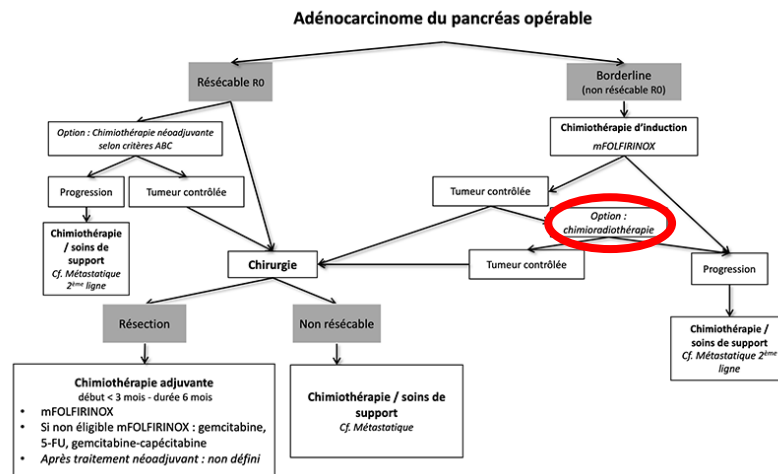 Adénocarcinome du pancréas opérable
Résécable R0
Borderline
(non résécable R0)
Option : Chimiothérapie néoadjuvante
selon critères ABC
Chimiothérapie d'induction
mFOLFIRINOX
Progression
Tumeur contrôlée
Tumeur contrôlée
Option :
chimioradiothérapie
Chimiothérapie
/ soins de
support
Cf. Métastatique
2ème ligne
Chirurgie
Tumeur contrôlée
Progression
Résection
Non résécable
Chimiothérapie /
soins de support
Cf. Métastatique 2ème
ligne
Chimiothérapie adjuvante
début < 3 mois - durée 6 mois
• mFOLFIRINOX
• Si non éligible mFOLFIRINOX : gemcitabine,
5-FU, gemcitabine-capécitabine
• Après traitement néoadjuvant : non défini
Chimiothérapie / soins de
support
Cf. Métastatique